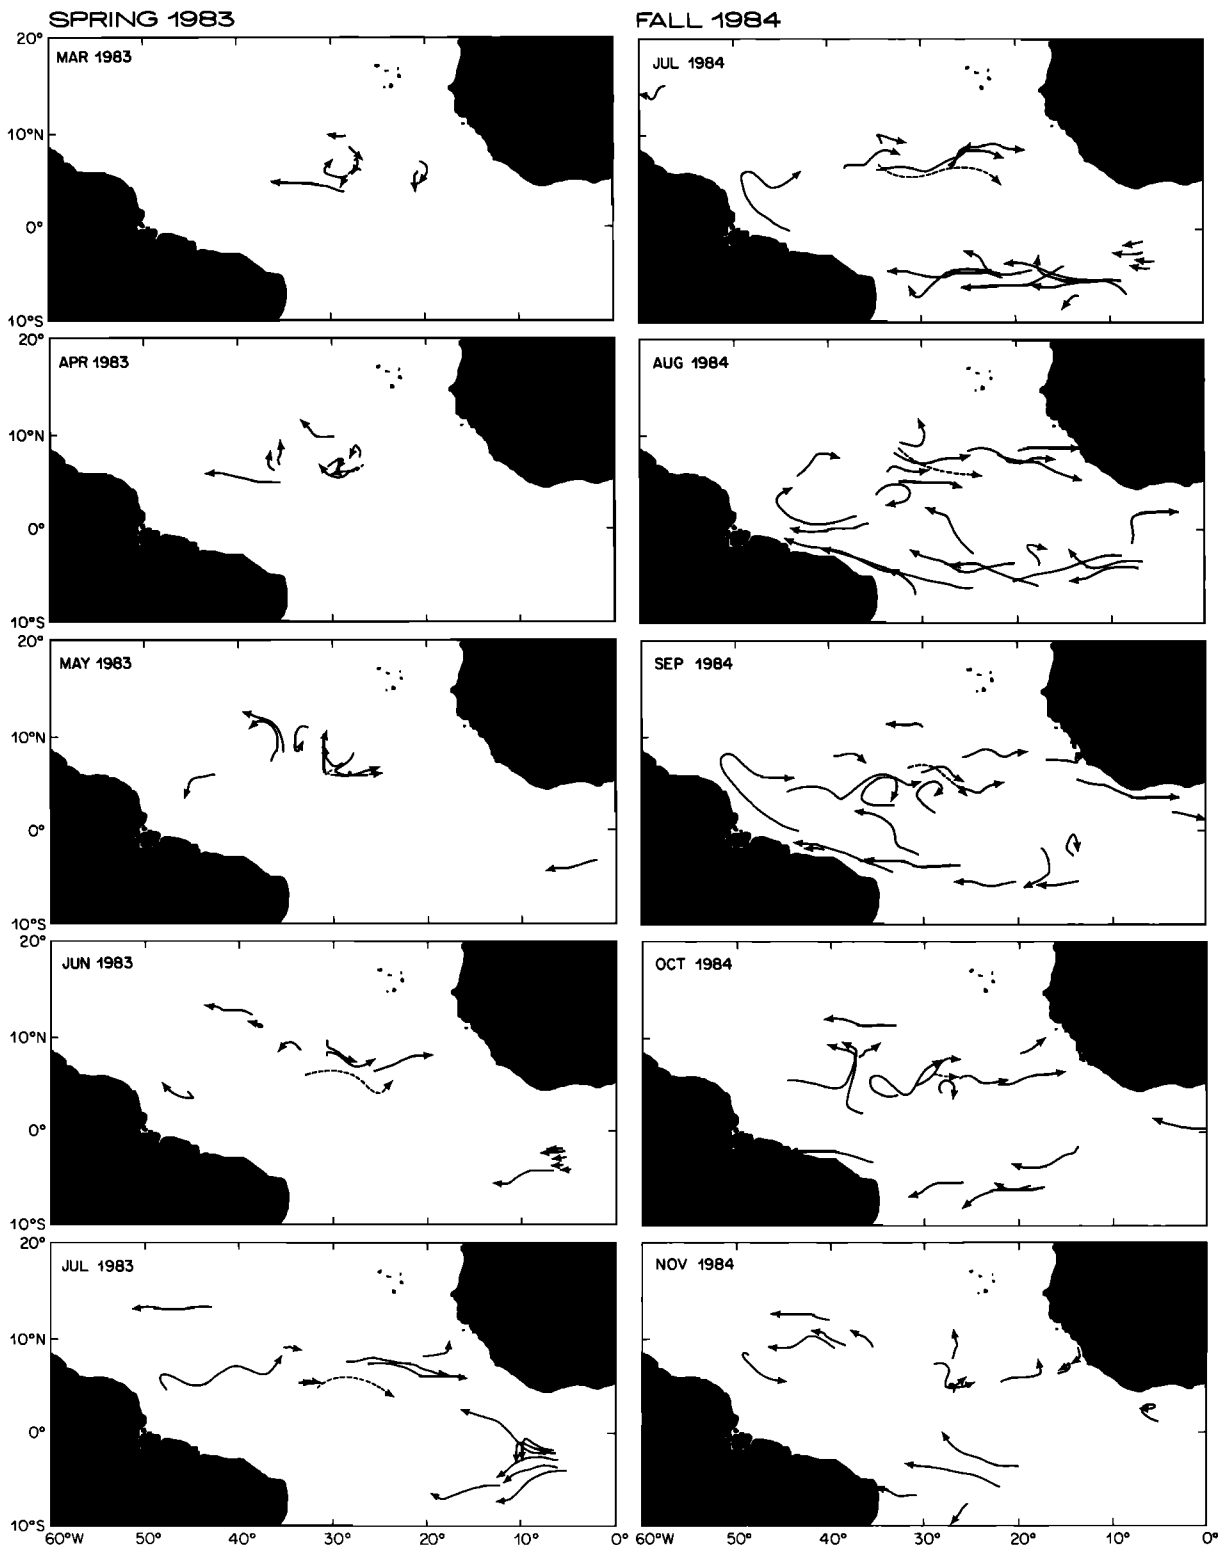 SPRING 1983
FALL 1984
20°
MAR 1983
10°N
0°
10°S
JUL 1984
20°
APR 1983
10°N
0°
10°S
AUG 1984
20°
MAY 1983
10°N
0°
10°S
SEP 1984
20°
JUN 1983
10°N
0°
10°S
OCT 1984
20°
JUL 1983
10°N
0°
10°S
60°W 50° 40° 30° 20° 10° 0°
NOV 1984
60°W 50° 40° 30° 20° 10° 0°